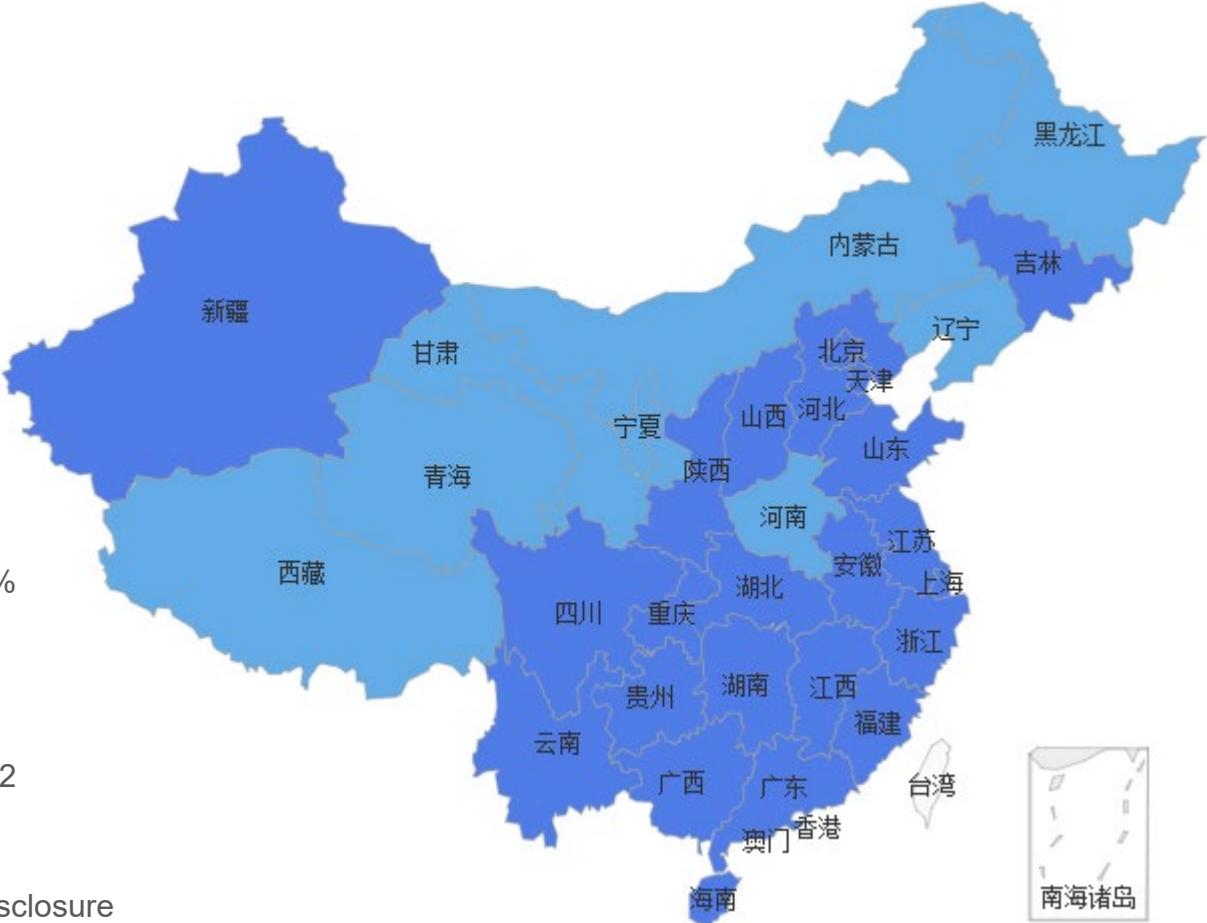 黑龙江
内蒙古
吉林
新疆
辽宁
甘肃
北京
天津
山西
河北
宁夏
山东
陕西
青海
河南
江苏
安徽
西藏
%
上海
湖北
四川
重庆
浙江
贵州
湖南
江西
福建
云南
2
广西
广东
台湾
香港
澳门
海南
南海诸岛
sclosure